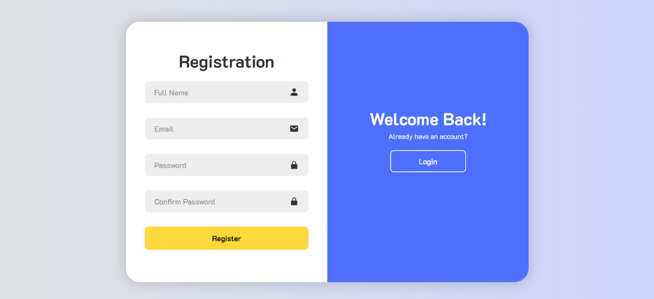 Registration
Full Name
Email
Password
Confirm Password
Register
Welcome Back!
Already have an account?
Login